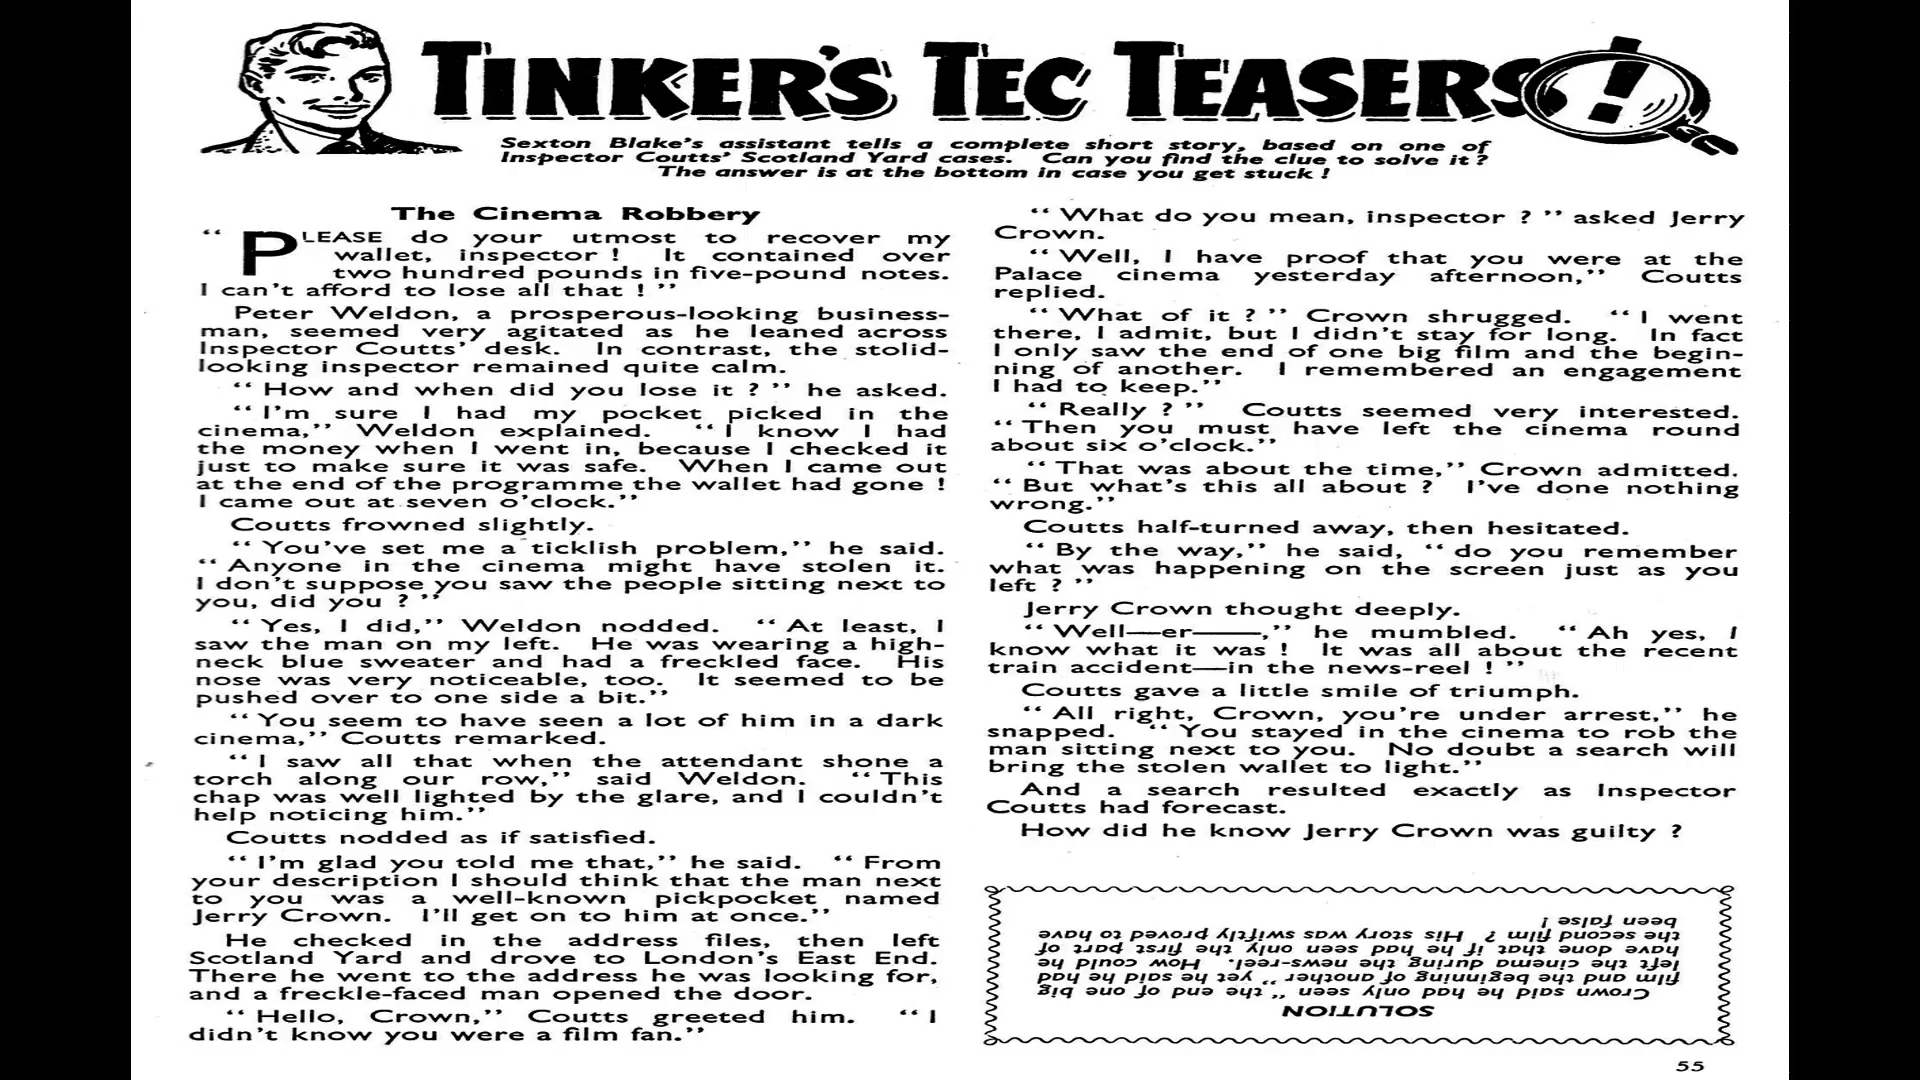 TINKER'S TEC TEASERS!
Sexton Blake's assistant tells a complete short story, based on one of
Inspector Coutts' Scotland Yard cases. Can you find the clue to solve it?
The answer is at the bottom in case you get stuck!
The Cinema Robbery
"PLEASE do your utmost to recover my
wallet, inspector! It contained over
two hundred pounds in five-pound notes.
I can't afford to lose all that!"
Peter Weldon, a prosperous-looking business-
man, seemed very agitated as he leaned across
Inspector Coutts' desk. In contrast, the stolid-
looking inspector remained quite calm.
"How and when did you lose it?" he asked.
"I'm sure I had my pocket picked in the
cinema," Weldon explained. "I know I had
the money when I went in, because I checked it
just to make sure it was safe. When I came out
at the end of the programme the wallet had gone!
I came out at seven o'clock."
Coutts frowned slightly.
"You've set me a ticklish problem," he said.
"Anyone in the cinema might have stolen it.
I don't suppose you saw the people sitting next to
you, did you?"
"Yes, I did," Weldon nodded. "At least, I
saw the man on my left. He was wearing a high-
neck blue sweater and had a freckled face. His
nose was very noticeable, too. It seemed to be
pushed over to one side a bit."
"You seem to have seen a lot of him in a dark
cinema," Coutts remarked.
"I saw all that when the attendant shone a
torch along our row," said Weldon. "This
chap was well lighted by the glare, and I couldn't
help noticing him."
Coutts nodded as if satisfied.
"I'm glad you told me that," he said. "From
your description I should think that the man next
to you was a well-known pickpocket named
Jerry Crown. I'll get on to him at once."
He checked in the address files, then left
Scotland Yard and drove to London's East End.
There he went to the address he was looking for,
and a freckle-faced man opened the door.
"Hello, Crown," Coutts greeted him. "I
didn't know you were a film fan."
"What do you mean, inspector?" asked Jerry
Crown.
"Well, I have proof that you were at the
Palace cinema yesterday afternoon," Coutts
replied.
"What of it?" Crown shrugged. "I went
there, I admit, but I didn't stay for long. In fact
I only saw the end of one big film and the begin-
ning of another. I remembered an engagement
I had to keep."
"Really?" Coutts seemed very interested.
"Then you must have left the cinema round
about six o'clock."
"That was about the time," Crown admitted.
"But what's this all about? I've done nothing
wrong."
Coutts half-turned away, then hesitated.
"By the way," he said, "do you remember
what was happening on the screen just as you
left?"
Jerry Crown thought deeply.
"Well—er——," he mumbled. "Ah yes, I
know what it was! It was all about the recent
train accident—in the news-reel!"
Coutts gave a little smile of triumph.
"All right, Crown, you're under arrest," he
snapped. "You stayed in the cinema to rob the
man sitting next to you. No doubt a search will
bring the stolen wallet to light."
And a search resulted exactly as Inspector
Coutts had forecast.
How did he know Jerry Crown was guilty?
SOLUTION
Crown said he had only seen "the end of one big
film and the beginning of another," yet he said he had
left the cinema during the news-reel. How could he
have done that if he had seen only the first part of
the second film? His story was swiftly proved to have
been false!
55